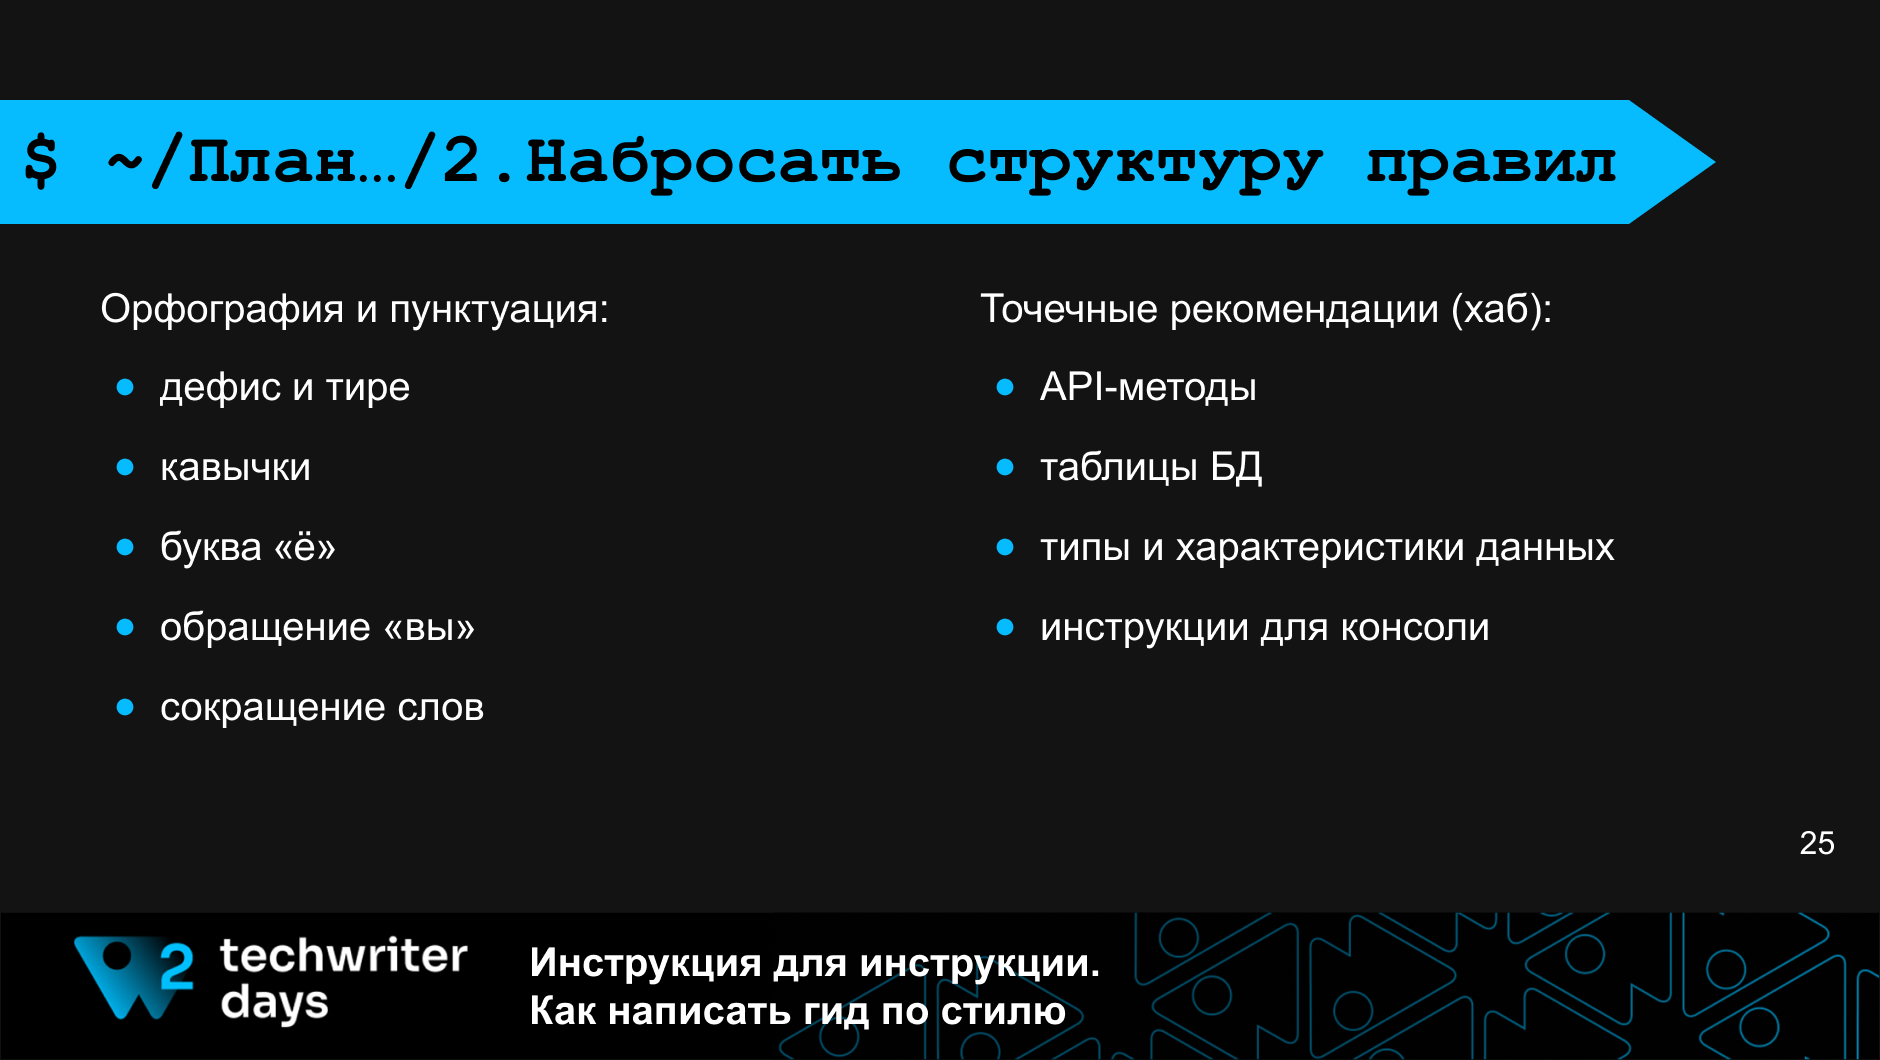 $ ~/План…/2.Набросать структуру правил
Орфография и пунктуация:
● дефис и тире
● кавычки
● буква «ё»
● обращение «вы»
● сокращение слов
Точечные рекомендации (хаб):
● API-методы
● таблицы БД
● типы и характеристики данных
● инструкции для консоли
25
2 techwriter
days
Инструкция для инструкции.
Как написать гид по стилю